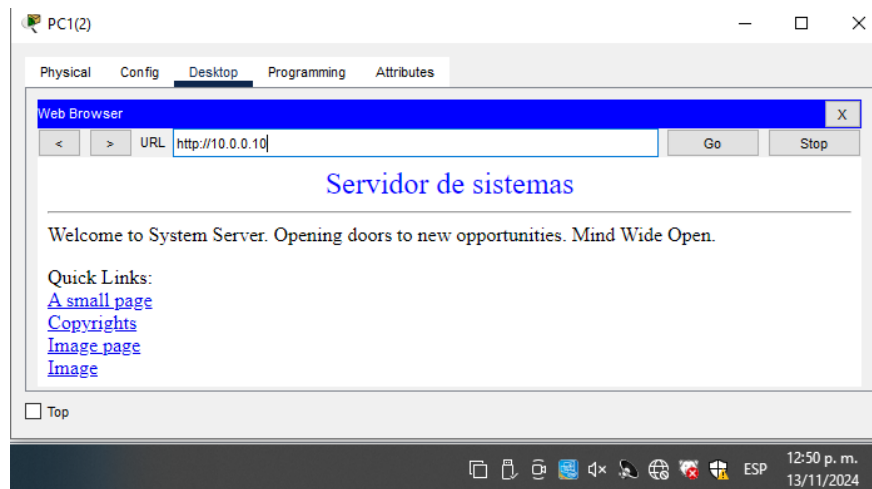 PC1(2)
Physical Config Desktop Programming Attributes
Web Browser X
< > URL http://10.0.0.10 Go Stop
Servidor de sistemas
Welcome to System Server. Opening doors to new opportunities. Mind Wide Open.
Quick Links:
A small page
Copyrights
Image page
Image
Top
ESP 12:50 p. m.
13/11/2024